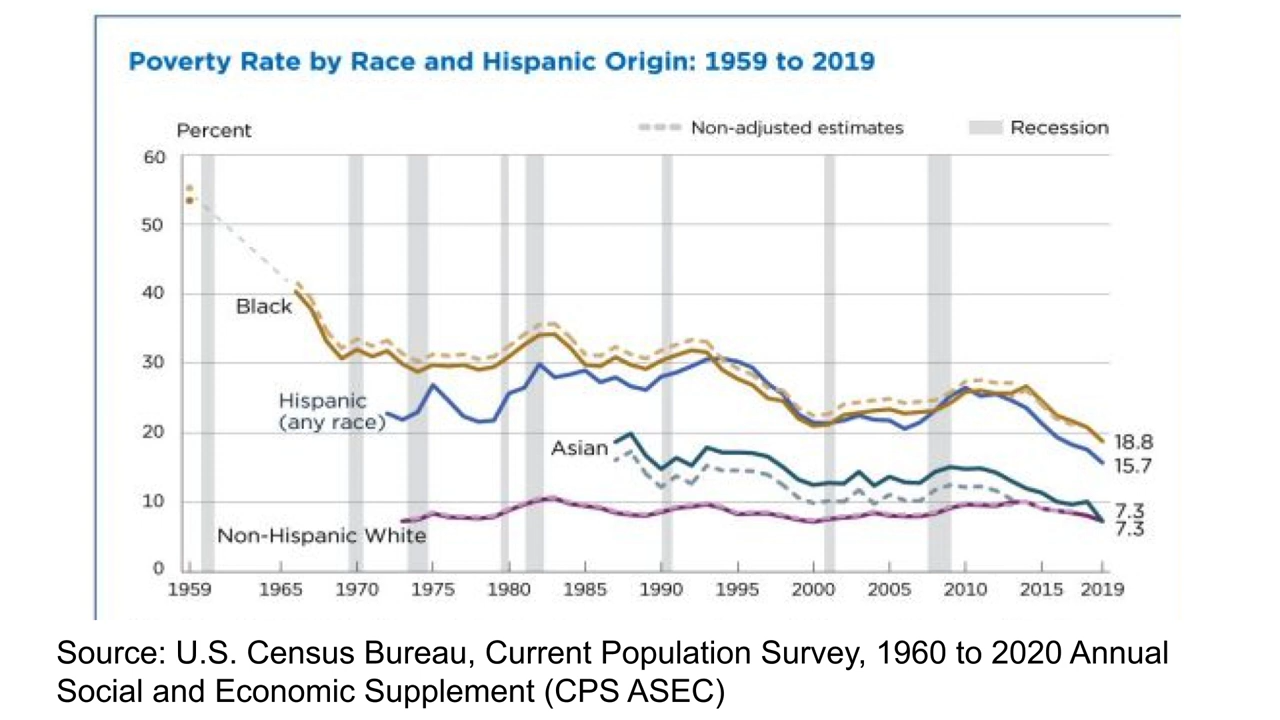 Poverty Rate by Race and Hispanic Origin: 1959 to 2019
Percent
Non-adjusted estimates
Recession
60
50
40
30
20
10
0
Black
Hispanic
(any race)
Asian
Non-Hispanic White
18.8
15.7
7.3
7.3
1959 1965 1970 1975 1980 1985 1990 1995 2000 2005 2010 2015 2019
Source: U.S. Census Bureau, Current Population Survey, 1960 to 2020 Annual
Social and Economic Supplement (CPS ASEC)